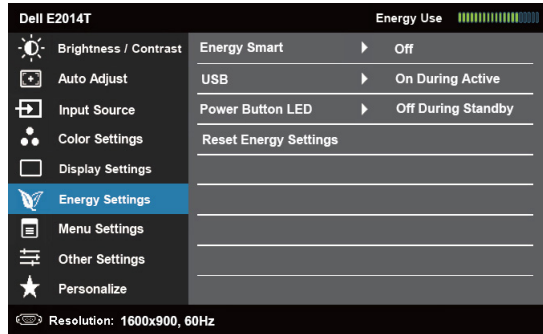 Dell E2014T Energy Use
Brightness / Contrast Energy Smart Off
Auto Adjust USB On During Active
Input Source Power Button LED Off During Standby
Color Settings Reset Energy Settings
Display Settings
Energy Settings
Menu Settings
Other Settings
Personalize
Resolution: 1600x900, 60Hz